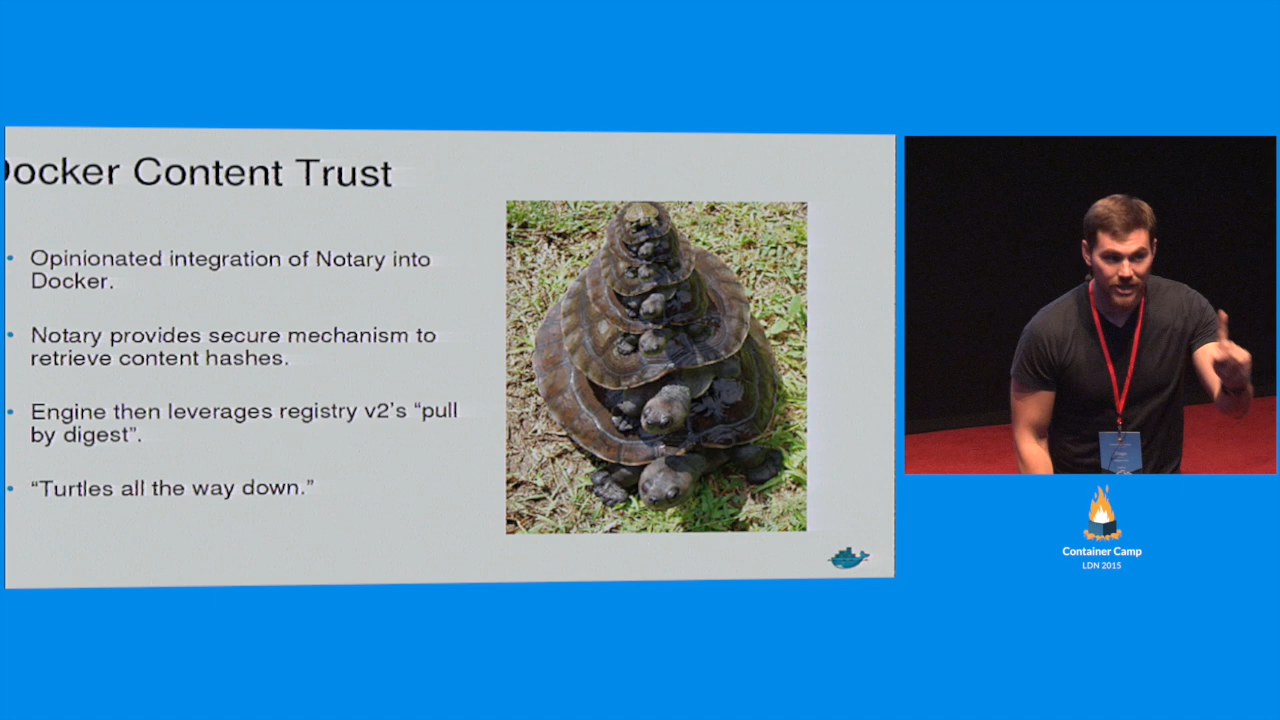 Docker Content Trust
• Opinionated integration of Notary into
Docker.
• Notary provides secure mechanism to
retrieve content hashes.
• Engine then leverages registry v2's “pull
by digest”.
• “Turtles all the way down.”
Container Camp
LDN 2015